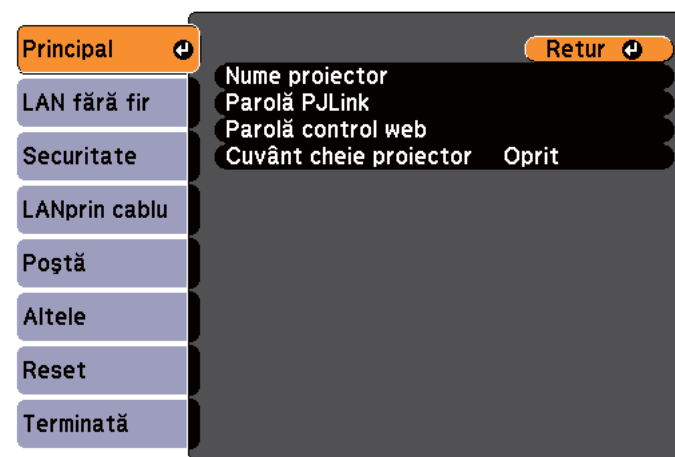 Principal
Retur
Nume proiector
Parolă PJLink
Parolă control web
Cuvânt cheie proiector Oprit
LAN fără fir
Securitate
LANprin cablu
Poştă
Altele
Reset
Terminată